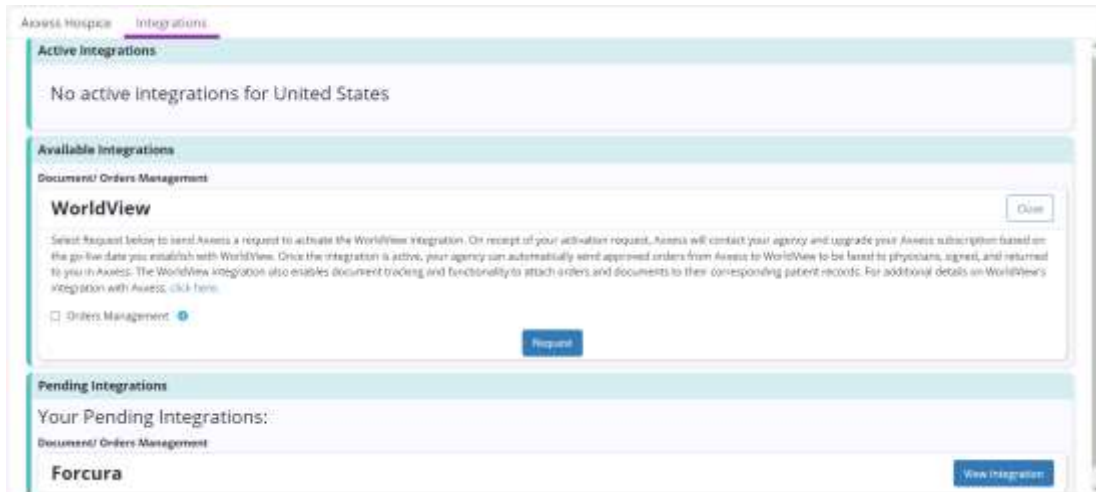 Axxess Hospice Integrations
Active Integrations
No active integrations for United States
Available Integrations
Document/ Orders Management
WorldView
Close
Select Request below to send Axxess a request to activate the WorldView integration. On receipt of your activation request, Axxess will contact your agency and upgrade your Axxess subscription based on
the go-live date you establish with WorldView. Once the integration is active, your agency can automatically send approved orders from Axxess to WorldView to be faxed to physicians, signed, and returned
to you in Axxess. The WorldView integration also enables document tracking and functionality to attach orders and documents to their corresponding patient records. For additional details on WorldView's
integration with Axxess, click here.
Orders Management
Request
Pending Integrations
Your Pending Integrations:
Document/ Orders Management
Forcura
View Integration